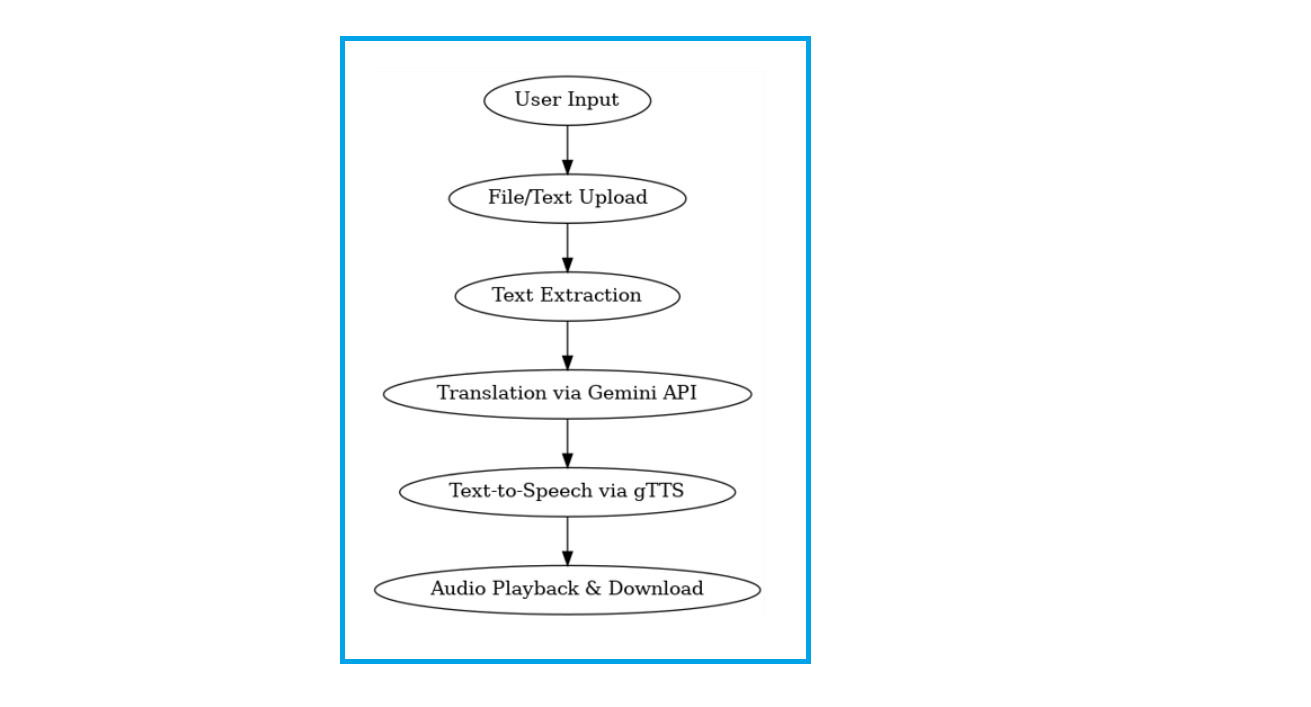 User Input
File/Text Upload
Text Extraction
Translation via Gemini API
Text-to-Speech via gTTS
Audio Playback & Download